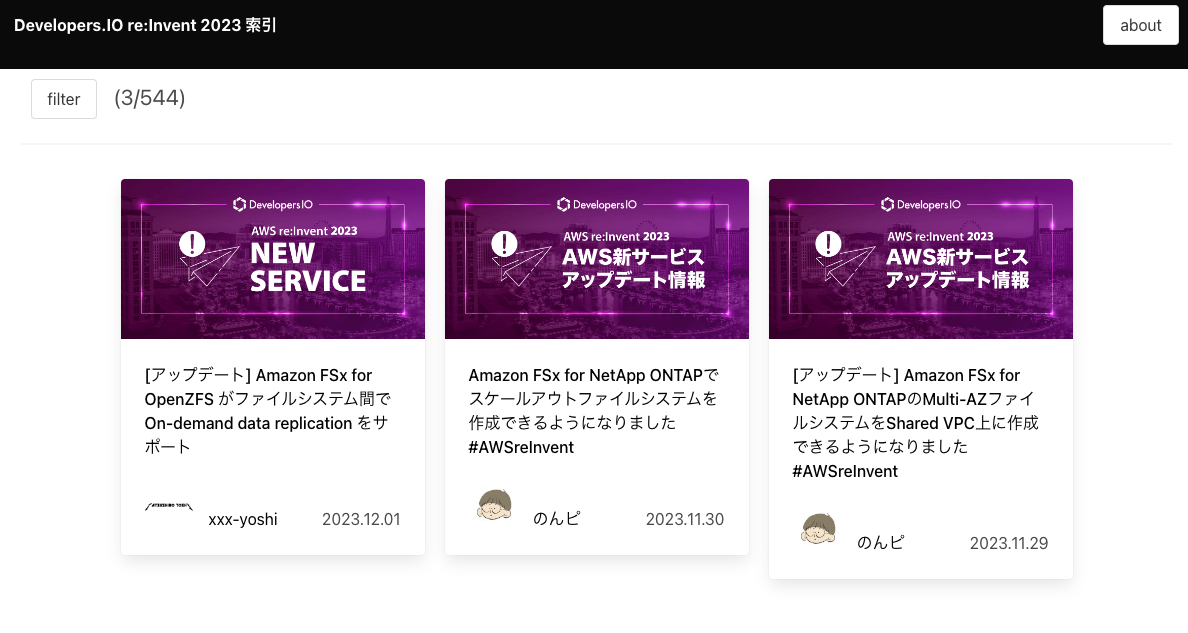 Developers.IO re:Invent 2023 索引
about
filter
(3/544)
DevelopersIO
AWS re:Invent 2023
NEW
SERVICE
[アップデート] Amazon FSx for
OpenZFS がファイルシステム間で
On-demand data replication をサ
ポート
xxx-yoshi
2023.12.01
DevelopersIO
AWS re:Invent 2023
AWS新サービス
アップデート情報
Amazon FSx for NetApp ONTAPで
スケールアウトファイルシステムを
作成できるようになりました
#AWSreInvent
のんピ
2023.11.30
DevelopersIO
AWS re:Invent 2023
AWS新サービス
アップデート情報
[アップデート] Amazon FSx for
NetApp ONTAPのMulti-AZファイ
ルシステムをShared VPC上に作成
できるようになりました
#AWSreInvent
のんピ
2023.11.29